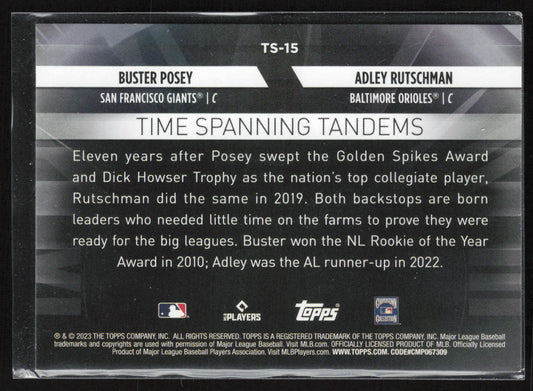 TS-15
BUSTER POSEY
SAN FRANCISCO GIANTS® | C
ADLEY RUTSCHMAN
BALTIMORE ORIOLES® | C
TIME SPANNING TANDEMS
Eleven years after Posey swept the Golden Spikes Award
and Dick Howser Trophy as the nation's top collegiate player,
Rutschman did the same in 2019. Both backstops are born
leaders who needed little time on the farms to prove they were
ready for the big leagues. Buster won the NL Rookie of the Year
Award in 2010; Adley was the AL runner-up in 2022.
PLAYERS
Topps
® & © 2023 THE TOPPS COMPANY, INC. ALL RIGHTS RESERVED. TOPPS IS A REGISTERED TRADEMARK OF THE TOPPS COMPANY, INC. Major League Baseball
trademarks and copyrights are used with permission of Major League Baseball. Visit MLB.com. OFFICIALLY LICENSED PRODUCT OF MLB. Officially Licensed
Product of Major League Baseball Players Association. Visit MLBPlayers.com. WWW.TOPPS.COM. CODE#CMP067309